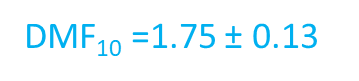 DMF₁₀ =1.75 ± 0.13